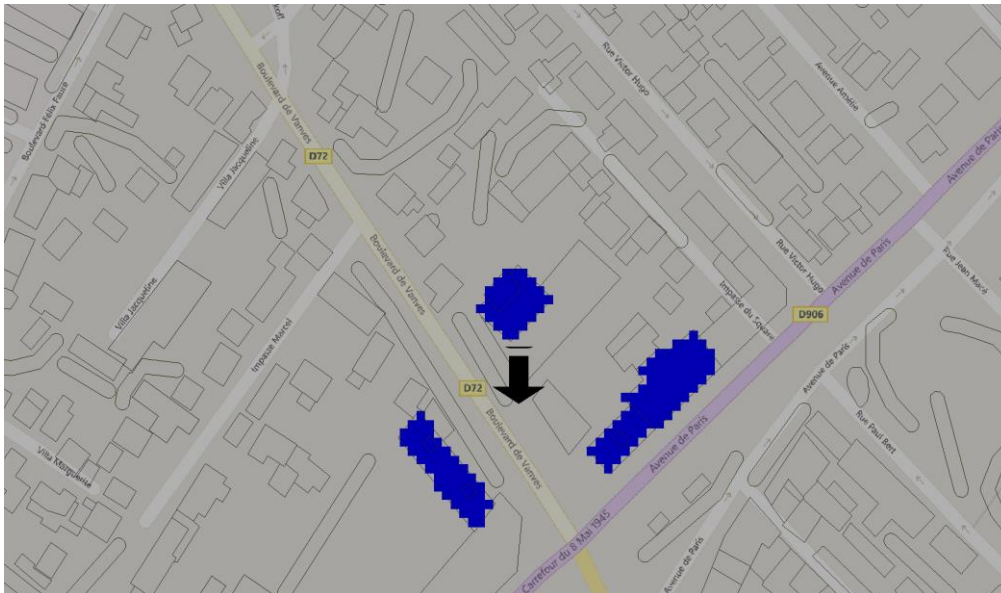 Boulevard Félix Faure
Villa Jacqueline
Boulevard de Vanves
D72
Rue Victor Hugo
Avenue Amélie
Avenue de Paris
Villa Jacqueline
Impasse Marcel
Boulevard de Vanves
Rue Victor Hugo
Avenue de Paris
Rue Jean Macé
Impasse du Square
D906
D72
Avenue de Paris
Boulevard de Vanves
Avenue de Paris
Rue Paul Bert
Villa Marguerite
Carrefour du 8 Mai 1945
Avenue de Paris